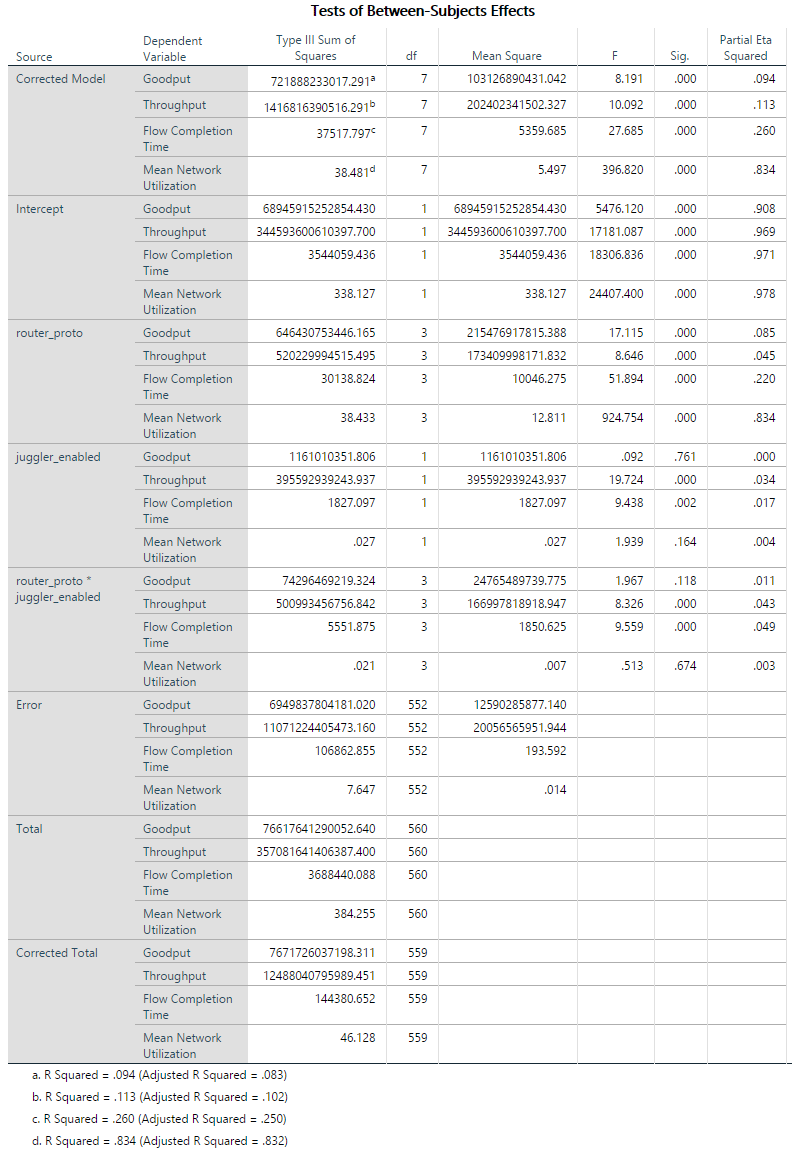 Tests of Between-Subjects Effects
Source Dependent Variable Type III Sum of Squares df Mean Square F Sig. Partial Eta Squared
Corrected Model Goodput 721888233017.291a 7 103126890431.042 8.191 .000 .094
Throughput 1416816390516.291b 7 202402341502.327 10.092 .000 .113
Flow Completion Time 37517.797c 7 5359.685 27.685 .000 .260
Mean Network Utilization 38.481d 7 5.497 396.820 .000 .834
Intercept Goodput 68945915252854.430 1 68945915252854.430 5476.120 .000 .908
Throughput 344593600610397.700 1 344593600610397.700 17181.087 .000 .969
Flow Completion Time 3544059.436 1 3544059.436 18306.836 .000 .971
Mean Network Utilization 338.127 1 338.127 24407.400 .000 .978
router_proto Goodput 646430753446.165 3 215476917815.388 17.115 .000 .085
Throughput 520229994515.495 3 173409998171.832 8.646 .000 .045
Flow Completion Time 30138.824 3 10046.275 51.894 .000 .220
Mean Network Utilization 38.433 3 12.811 924.754 .000 .834
juggler_enabled Goodput 1161010351.806 1 1161010351.806 .092 .761 .000
Throughput 395592939243.937 1 395592939243.937 19.724 .000 .034
Flow Completion Time 1827.097 1 1827.097 9.438 .002 .017
Mean Network Utilization .027 1 .027 1.939 .164 .004
router_proto * juggler_enabled Goodput 74296469219.324 3 24765489739.775 1.967 .118 .011
Throughput 500993456756.842 3 166997818918.947 8.326 .000 .043
Flow Completion Time 5551.875 3 1850.625 9.559 .000 .049
Mean Network Utilization .021 3 .007 .513 .674 .003
Error Goodput 6949837804181.020 552 12590285877.140
Throughput 11071224405473.160 552 20056565951.944
Flow Completion Time 106862.855 552 193.592
Mean Network Utilization 7.647 552 .014
Total Goodput 76617641290052.640 560
Throughput 357081641406387.400 560
Flow Completion Time 3688440.088 560
Mean Network Utilization 384.255 560
Corrected Total Goodput 7671726037198.311 559
Throughput 12488040795989.451 559
Flow Completion Time 144380.652 559
Mean Network Utilization 46.128 559
a. R Squared = .094 (Adjusted R Squared = .083)
b. R Squared = .113 (Adjusted R Squared = .102)
c. R Squared = .260 (Adjusted R Squared = .250)
d. R Squared = .834 (Adjusted R Squared = .832)